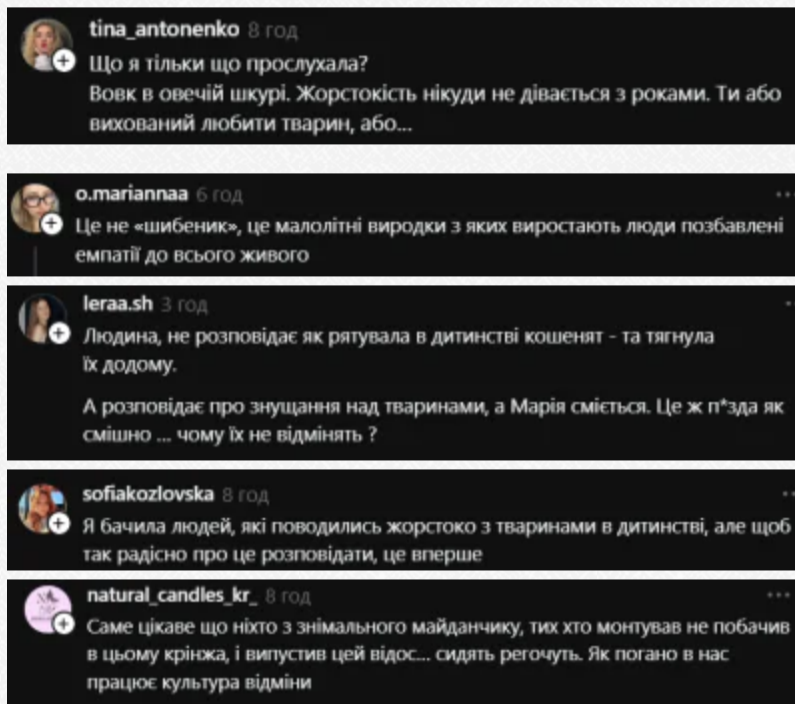 tina_antonenko 8 год
Що я тільки що прослухала?
Вовк в овечій шкурі. Жорстокість нікуди не дівається з роками. Ти або
вихований любити тварин, або...
o.mariannaa 6 год
Це не «шибеник», це малолітні виродки з яких виростають люди позбавлені
емпатії до всього живого
leraa.sh 3 год
Людина, не розповідає як рятувала в дитинстві кошенят - та тягнула
їх додому.
А розповідає про знущання над тваринами, а Марія сміється. Це ж п*зда як
смішно ... чому їх не відмінять ?
sofiakozlovska 8 год
Я бачила людей, які поводились жорстоко з тваринами в дитинстві, але щоб
так радісно про це розповідати, це вперше
natural_candles_kr_ 8 год
Саме цікаве що ніхто з знімального майданчику, тих хто монтував не побачив
в цьому крінжа, і випустив цей відос... сидять регочуть. Як погано в нас
працює культура відміни